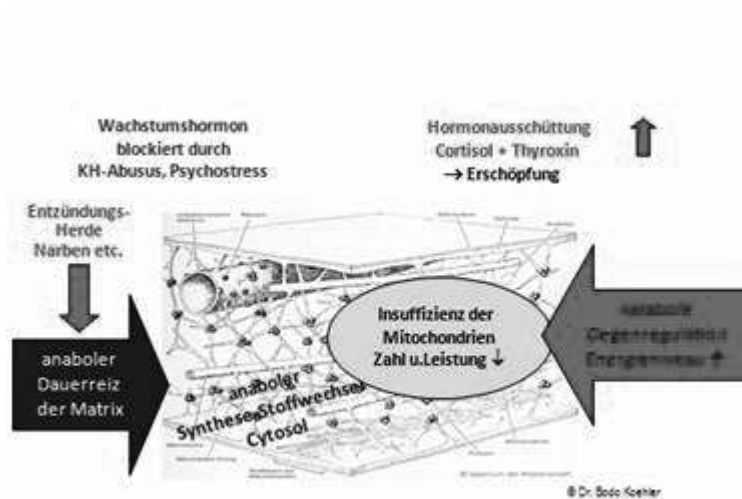 Wachstumshormon
blockiert durch
KH-Abusus, Psychostress
Hormonausschüttung
Cortisol + Thyroxin
→ Erschöpfung
Entzündungs-
Herde
Narben etc.
anaboler
Dauerreiz
der Matrix
Insuffizienz der
Mitochondrien
Zahl u.Leistung ↓
anaboler
Synthese-Stoffwechsel
Cytosol
Gegenregulation
Energieniveau ↑
© Dr. Bodo Koehler